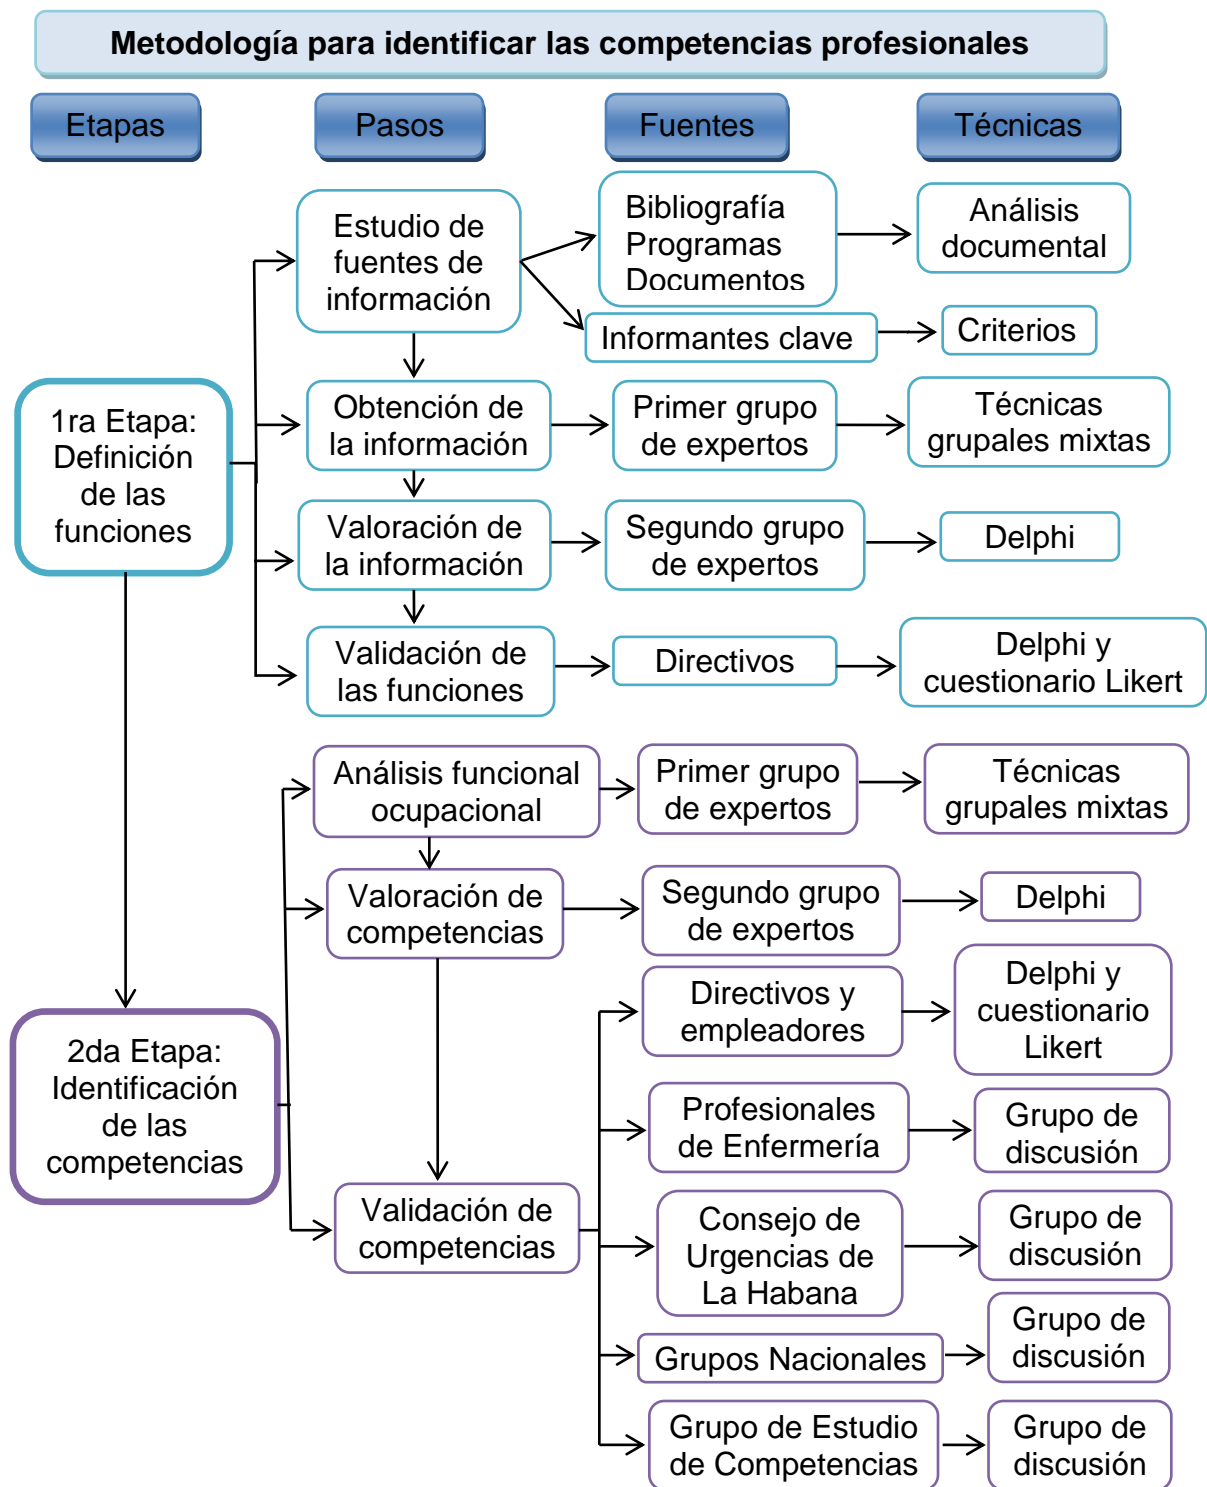 Metodología para identificar las competencias profesionales
Etapas
Pasos
Fuentes
Técnicas
1ra Etapa:
Definición
de las
funciones
Estudio de
fuentes de
información
Bibliografía
Programas
Documentos
Análisis
documental
Informantes clave
Criterios
Obtención de
la información
Primer grupo
de expertos
Técnicas
grupales mixtas
Valoración de
la información
Segundo grupo
de expertos
Delphi
Validación de
las funciones
Directivos
Delphi y
cuestionario Likert
2da Etapa:
Identificación
de las
competencias
Análisis funcional
ocupacional
Primer grupo
de expertos
Técnicas
grupales mixtas
Valoración de
competencias
Segundo grupo
de expertos
Delphi
Validación de
competencias
Directivos y
empleadores
Delphi y
cuestionario
Likert
Profesionales
de Enfermería
Grupo de
discusión
Consejo de
Urgencias de
La Habana
Grupo de
discusión
Grupos Nacionales
Grupo de
discusión
Grupo de Estudio
de Competencias
Grupo de
discusión